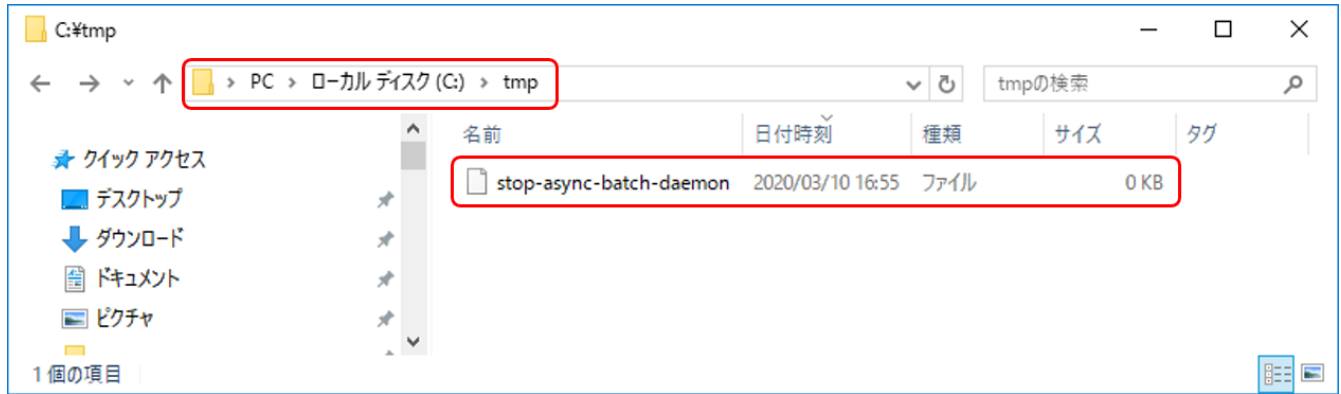 C:¥tmp
PC > ローカル ディスク (C:) > tmp
tmpの検索
名前 日付時刻 種類 サイズ タグ
stop-async-batch-daemon 2020/03/10 16:55 ファイル 0 KB
クイック アクセス
デスクトップ
ダウンロード
ドキュメント
ピクチャ
1 個の項目